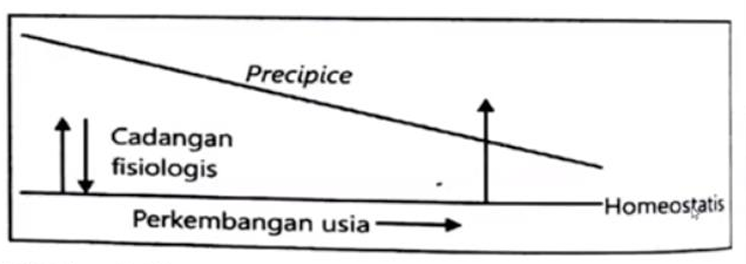 Precipice
Cadangan
fisiologis
Homeostatis
Perkembangan usia